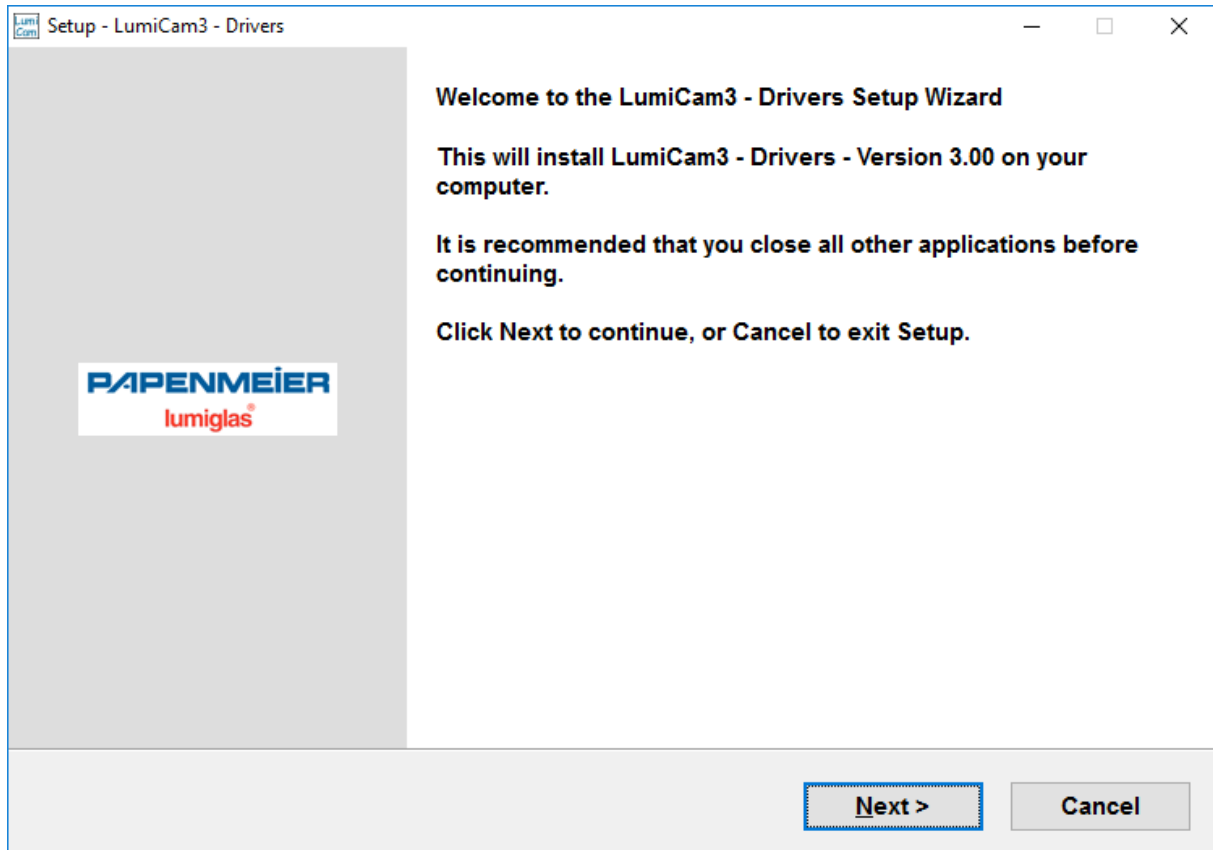 Lumi
Cam
Setup - LumiCam3 - Drivers
Welcome to the LumiCam3 - Drivers Setup Wizard
This will install LumiCam3 - Drivers - Version 3.00 on your
computer.
It is recommended that you close all other applications before
continuing.
Click Next to continue, or Cancel to exit Setup.
PAPENMEİER
lumiglas®
Next >
Cancel